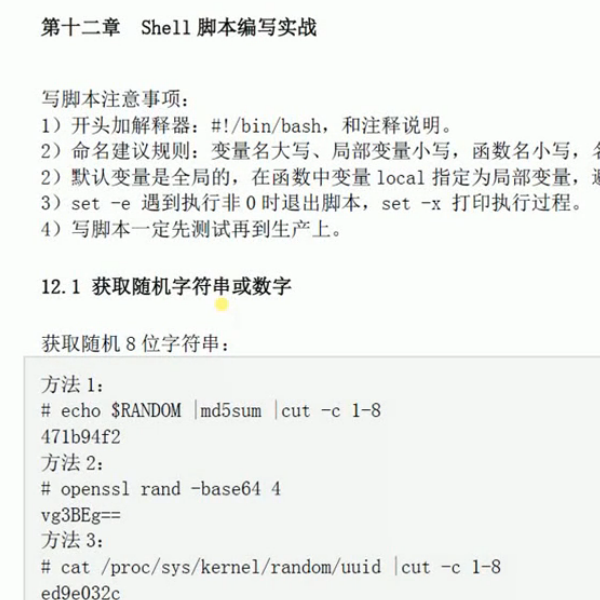 第十二章 Shell 脚本编写实战
写脚本注意事项：
1）开头加解释器：#!/bin/bash，和注释说明。
2）命名建议规则：变量名大写、局部变量小写，函数名小写，
2）默认变量是全局的，在函数中变量 local 指定为局部变量，
3）set -e 遇到执行非 0 时退出脚本，set -x 打印执行过程。
4）写脚本一定先测试再到生产上。
12.1 获取随机字符串或数字
获取随机 8 位字符串：
方法 1：
# echo $RANDOM |md5sum |cut -c 1-8
471b94f2
方法 2：
# openssl rand -base64 4
vg3BEg==
方法 3：
# cat /proc/sys/kernel/random/uuid |cut -c 1-8
ed9e032c